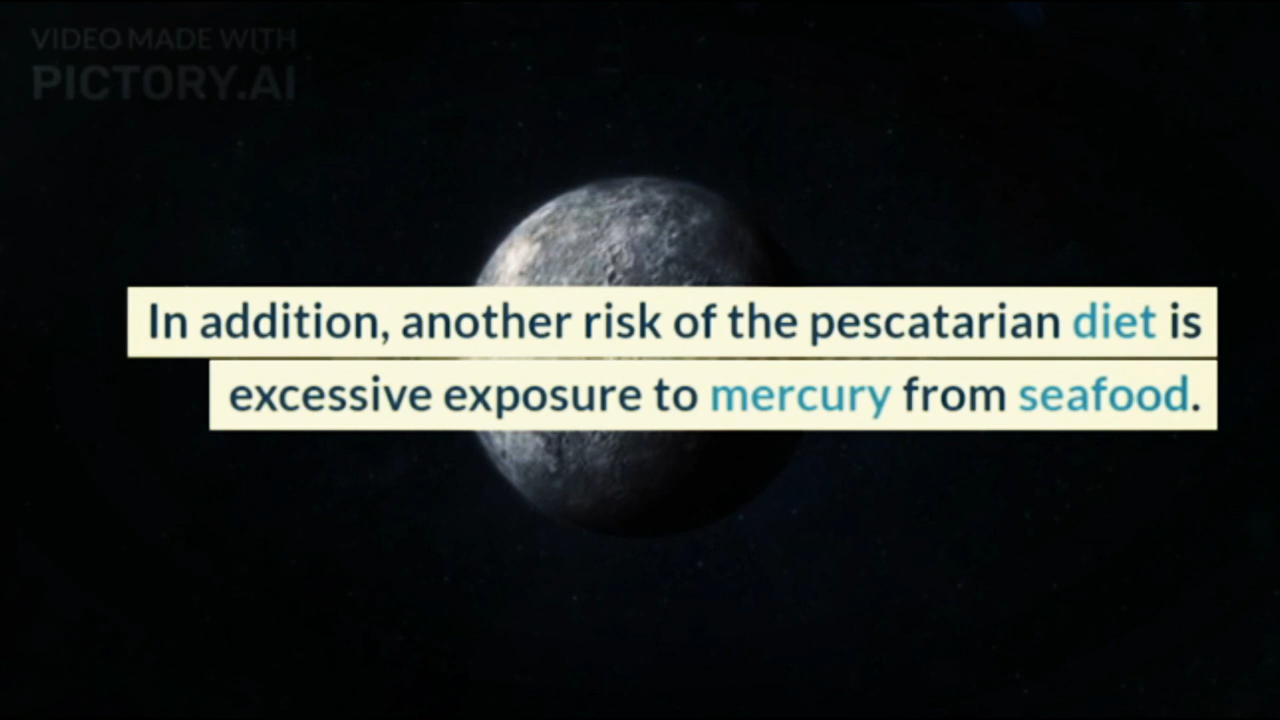 VIDEO MADE WITH
PICTORY.AI
In addition, another risk of the pescatarian diet is
excessive exposure to mercury from seafood.